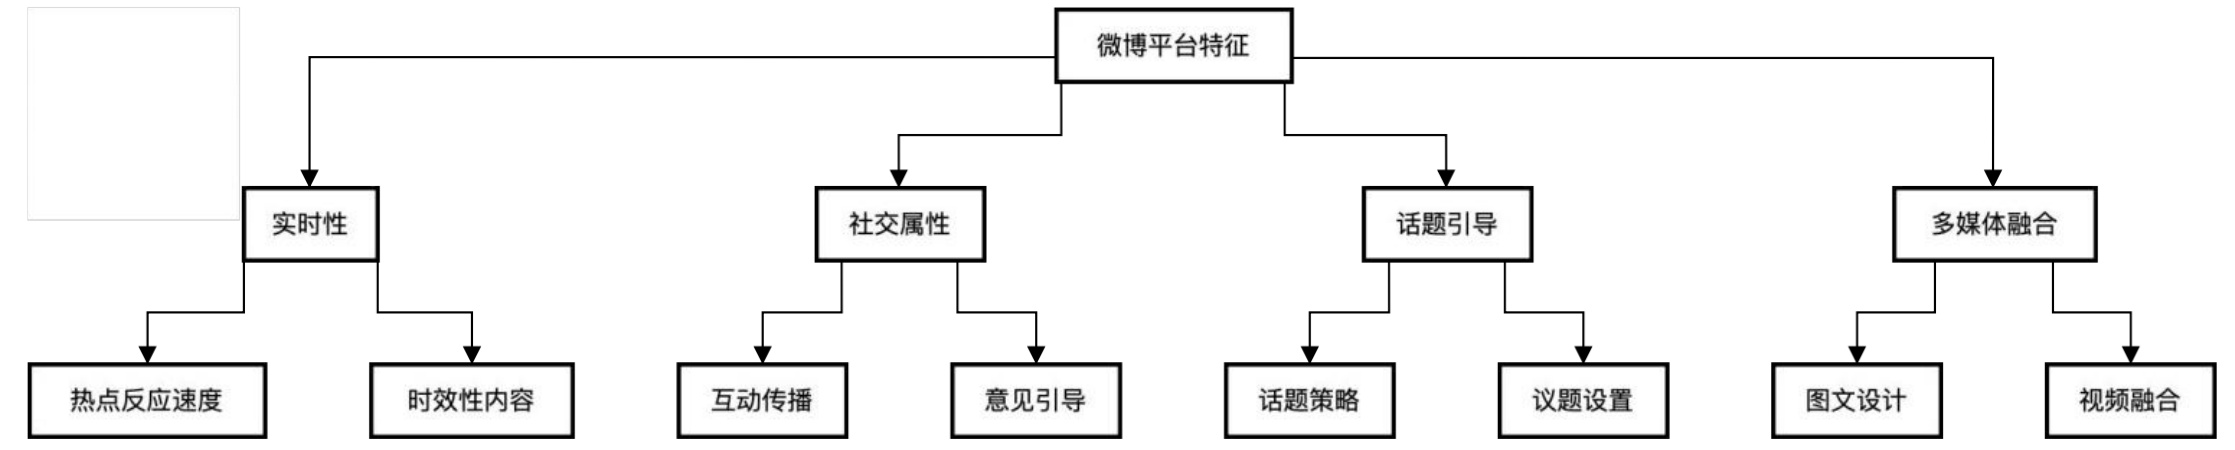 微博平台特征
实时性
社交属性
话题引导
多媒体融合
热点反应速度
时效性内容
互动传播
意见引导
话题策略
议题设置
图文设计
视频融合